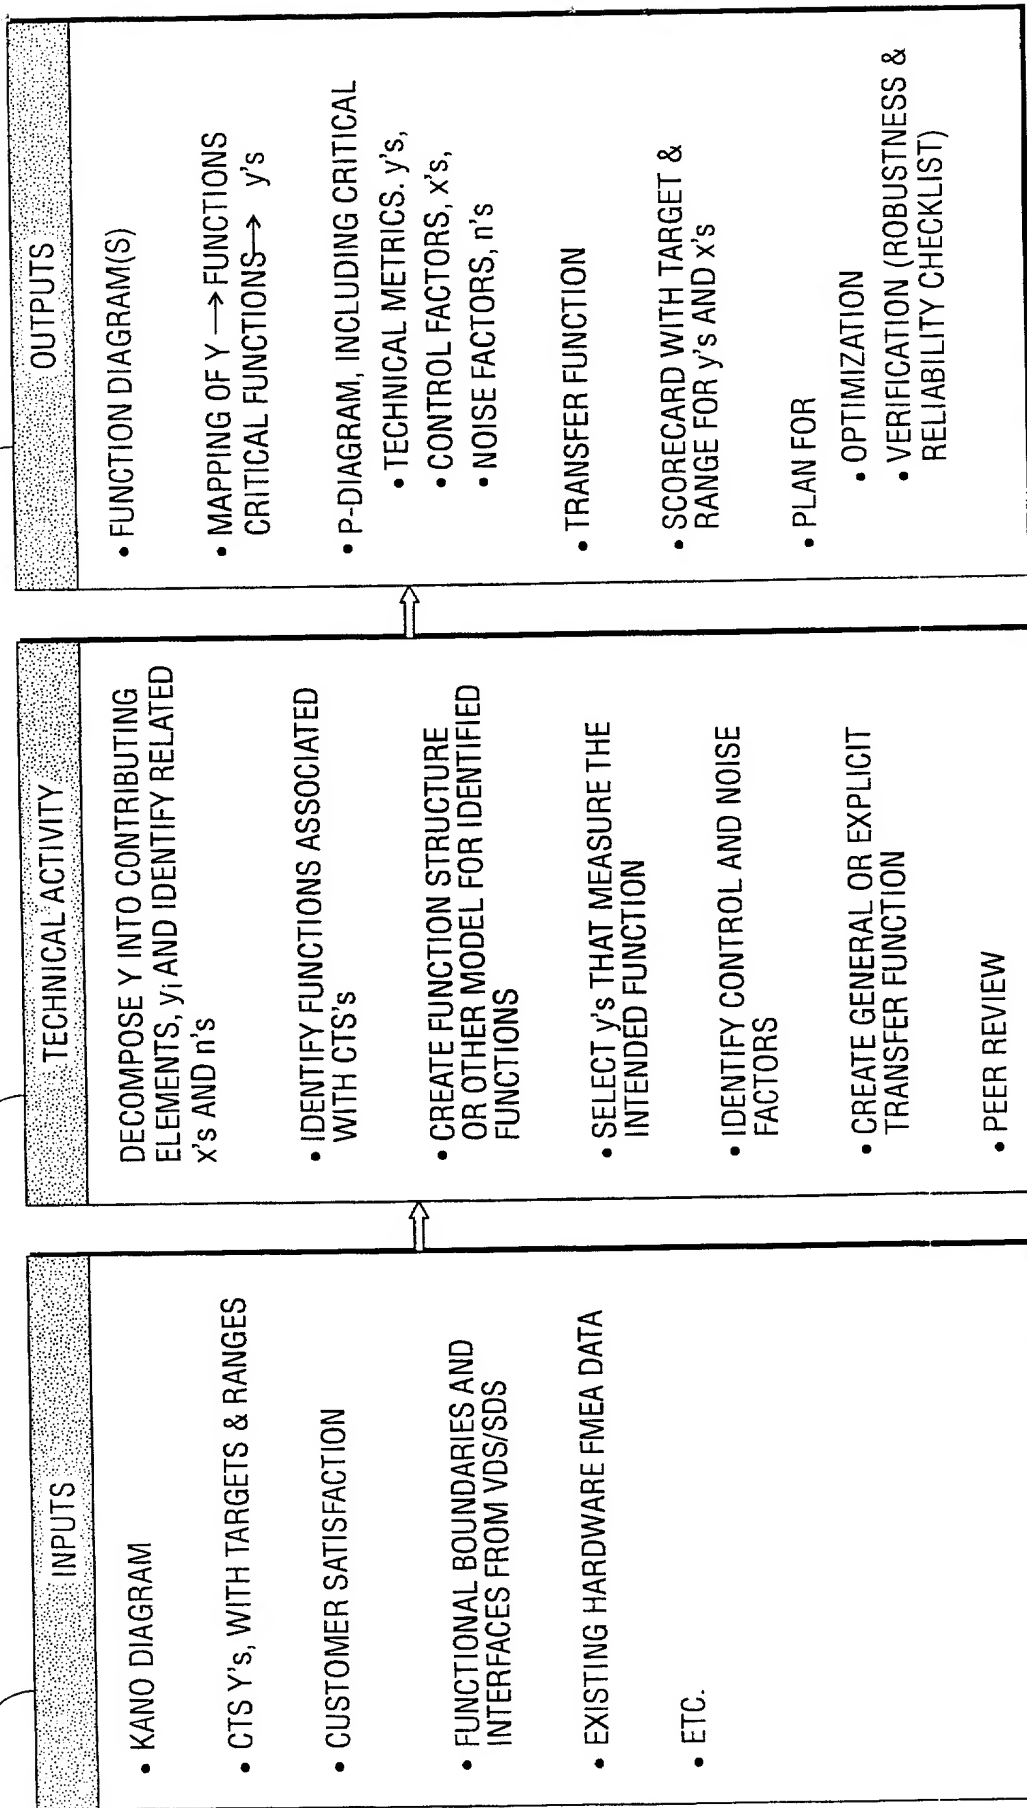 INPUTS
• KANO DIAGRAM
• CTS Y's, WITH TARGETS & RANGES
• CUSTOMER SATISFACTION
• FUNCTIONAL BOUNDARIES AND
INTERFACES FROM VDS/SDS
• EXISTING HARDWARE FMEA DATA
• ETC.
TECHNICAL ACTIVITY
DECOMPOSE Y INTO CONTRIBUTING
ELEMENTS, yi AND IDENTIFY RELATED
x's AND n's
• IDENTIFY FUNCTIONS ASSOCIATED
WITH CTS's
• CREATE FUNCTION STRUCTURE
OR OTHER MODEL FOR IDENTIFIED
FUNCTIONS
• SELECT y's THAT MEASURE THE
INTENDED FUNCTION
• IDENTIFY CONTROL AND NOISE
FACTORS
• CREATE GENERAL OR EXPLICIT
TRANSFER FUNCTION
• PEER REVIEW
OUTPUTS
• FUNCTION DIAGRAM(S)
• MAPPING OF Y → FUNCTIONS
CRITICAL FUNCTIONS → y's
• P-DIAGRAM, INCLUDING CRITICAL
• TECHNICAL METRICS. y's,
• CONTROL FACTORS, x's,
• NOISE FACTORS, n's
• TRANSFER FUNCTION
• SCORECARD WITH TARGET &
RANGE FOR y's AND x's
• PLAN FOR
• OPTIMIZATION
• VERIFICATION (ROBUSTNESS &
RELIABILITY CHECKLIST)